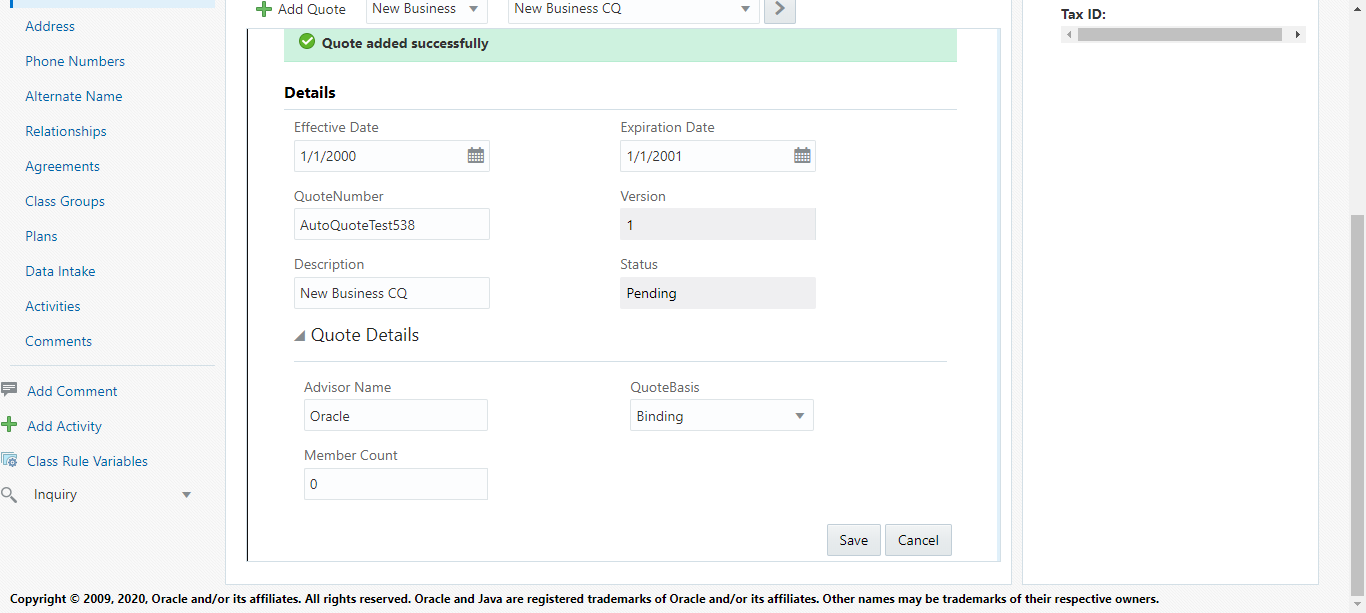 Address
Phone Numbers
Alternate Name
Relationships
Agreements
Class Groups
Plans
Data Intake
Activities
Comments
Add Comment
Add Activity
Class Rule Variables
Inquiry
Add Quote New Business New Business CQ
Quote added successfully
Details
Effective Date Expiration Date
1/1/2000 1/1/2001
QuoteNumber Version
AutoQuoteTest538 1
Description Status
New Business CQ Pending
Quote Details
Advisor Name QuoteBasis
Oracle Binding
Member Count
0
Save Cancel
Tax ID:
Copyright © 2009, 2020, Oracle and/or its affiliates. All rights reserved. Oracle and Java are registered trademarks of Oracle and/or its affiliates. Other names may be trademarks of their respective owners.